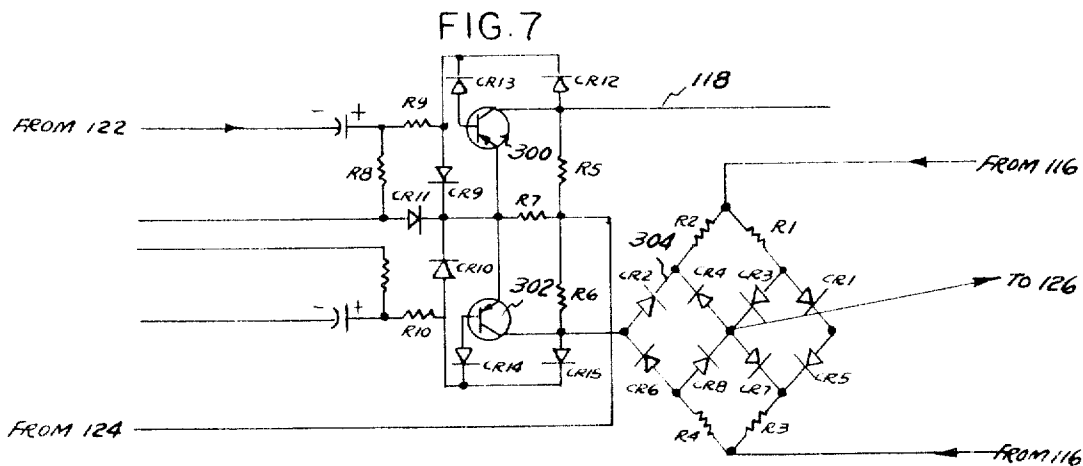 FIG. 7
CR13
CR12
118
FROM 122
- +
R9
300
R8
CR9
R5
FROM 116
CR11
R7
R2
R1
304
CR10
CR2
CR4
CR3
CR1
TO 126
302
R6
- +
R10
CR14
CR15
CR6
CR8
CR7
CR5
R4
R3
FROM 124
FROM 116